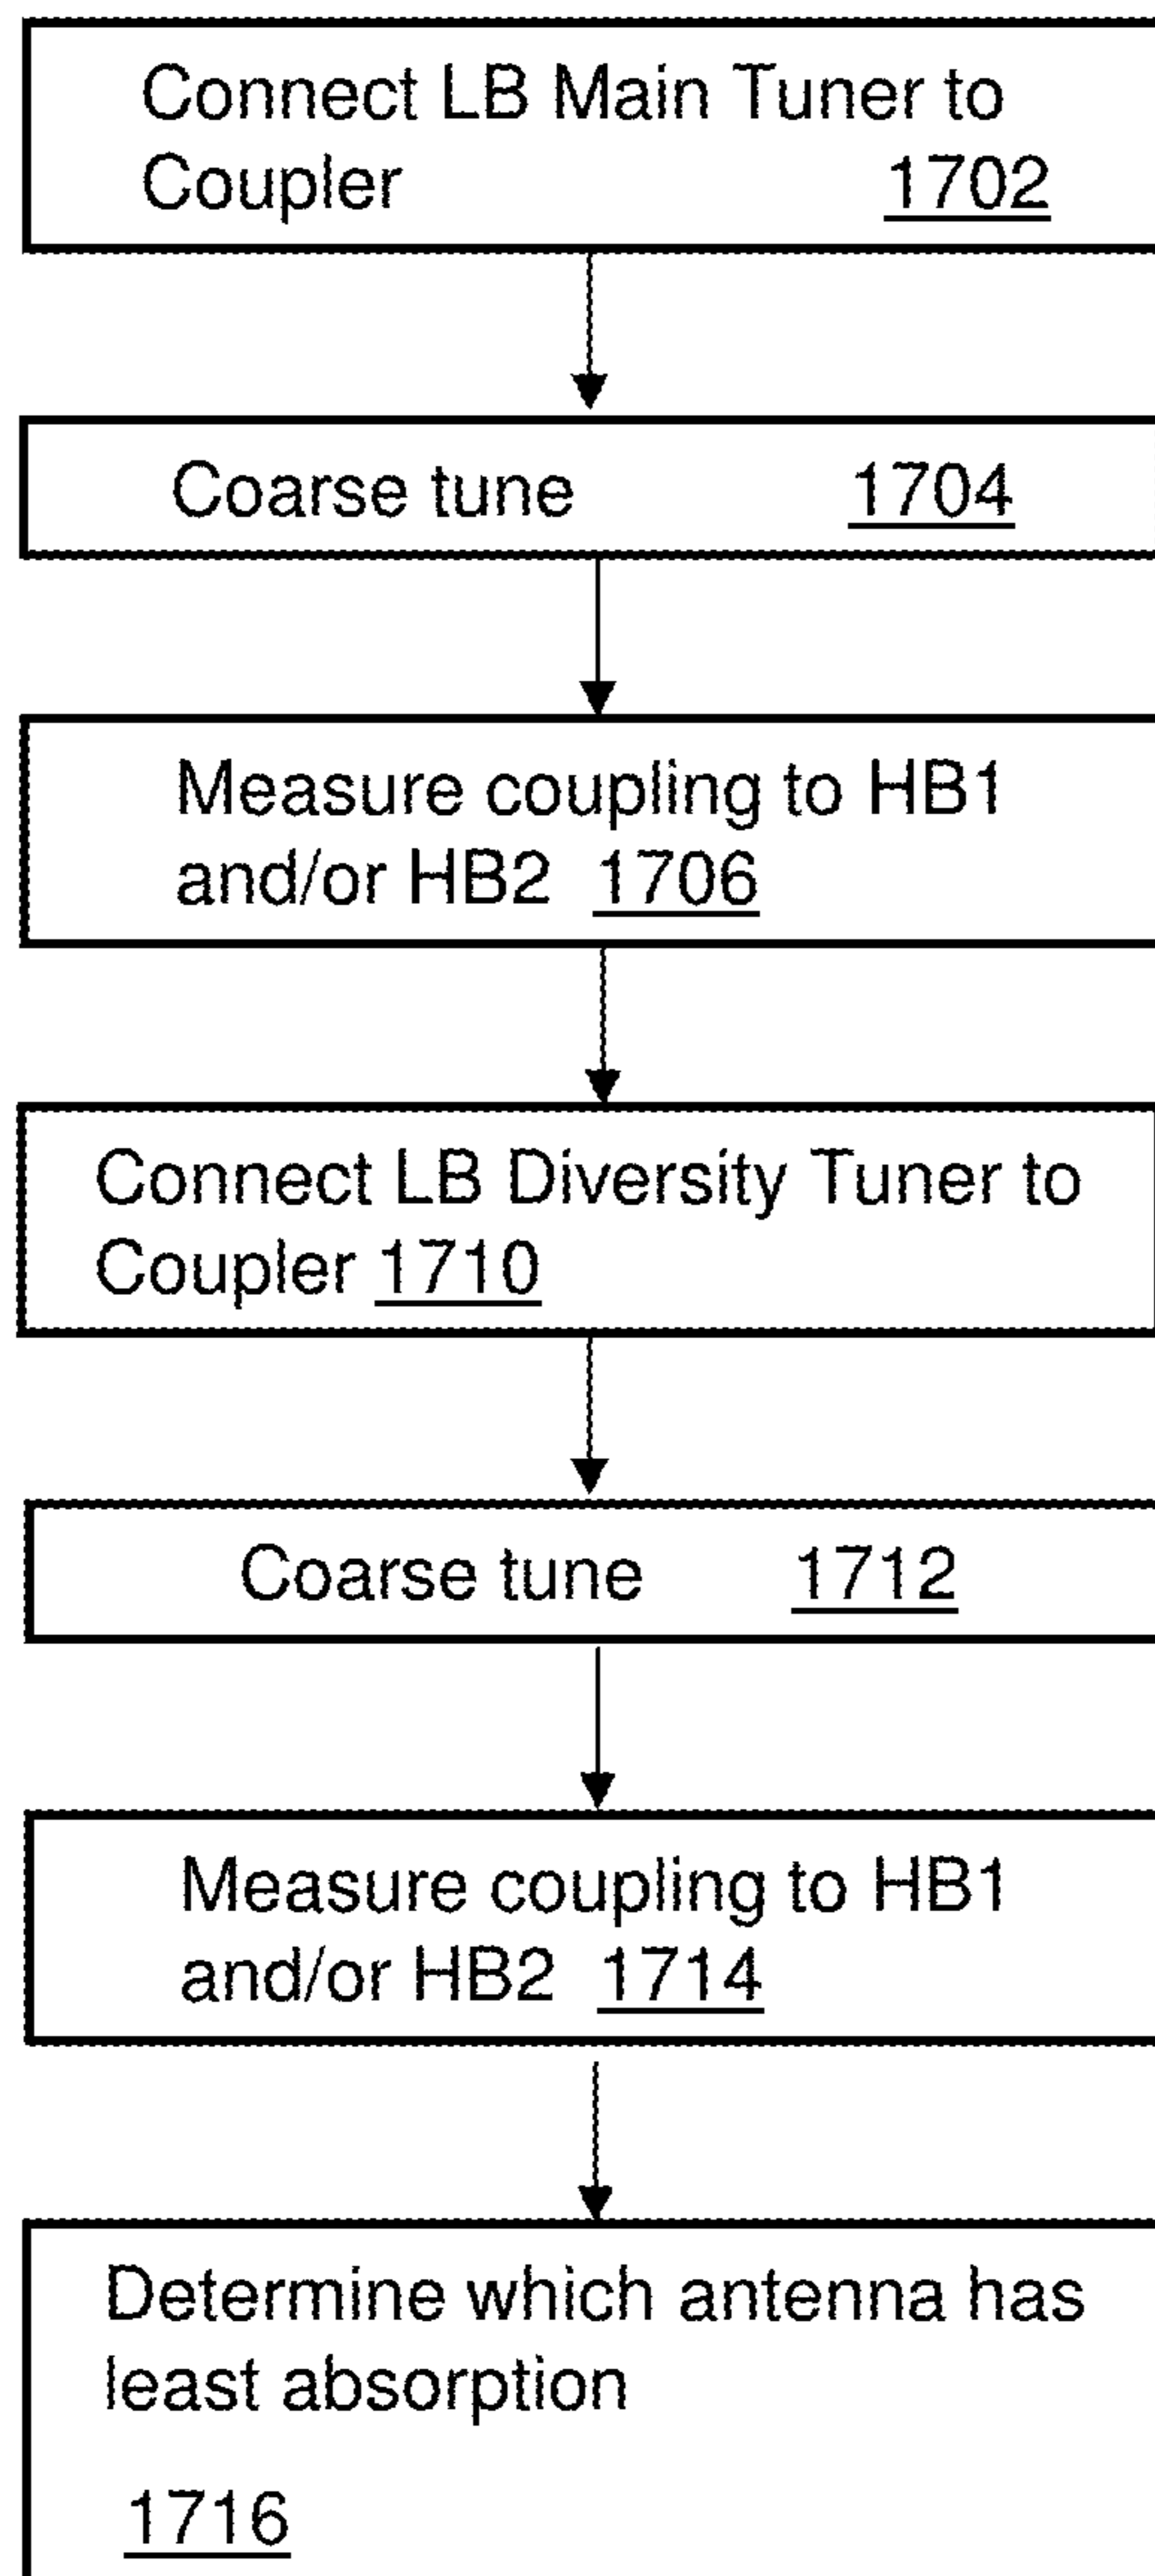 Connect LB Main Tuner to
Coupler 1702
Coarse tune 1704
Measure coupling to HB1
and/or HB2 1706
Connect LB Diversity Tuner to
Coupler 1710
Coarse tune 1712
Measure coupling to HB1
and/or HB2 1714
Determine which antenna has
least absorption
1716